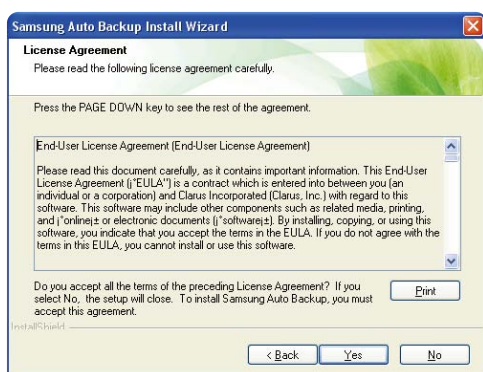 Samsung Auto Backup Install Wizard
License Agreement
Please read the following license agreement carefully.
Press the PAGE DOWN key to see the rest of the agreement.
End-User License Agreement (End-User License Agreement)
Please read this document carefully, as it contains important information. This End-User
License Agreement (j°EULA'') is a contract which is entered into between you (an
individual or a corporation) and Clarus Incorporated (Clarus, Inc.) with regard to this
software. This software may include other components such as related media, printing,
and j°onlinej± or electronic documents (j°softwarej±). By installing, copying, or using this
software, you indicate that you accept the terms in the EULA. If you do not agree with the
terms in this EULA, you cannot install or use this software.
Do you accept all the terms of the preceding License Agreement? If you
select No, the setup will close. To install Samsung Auto Backup, you must
accept this agreement.
Print
InstallShield
< Back
Yes
No